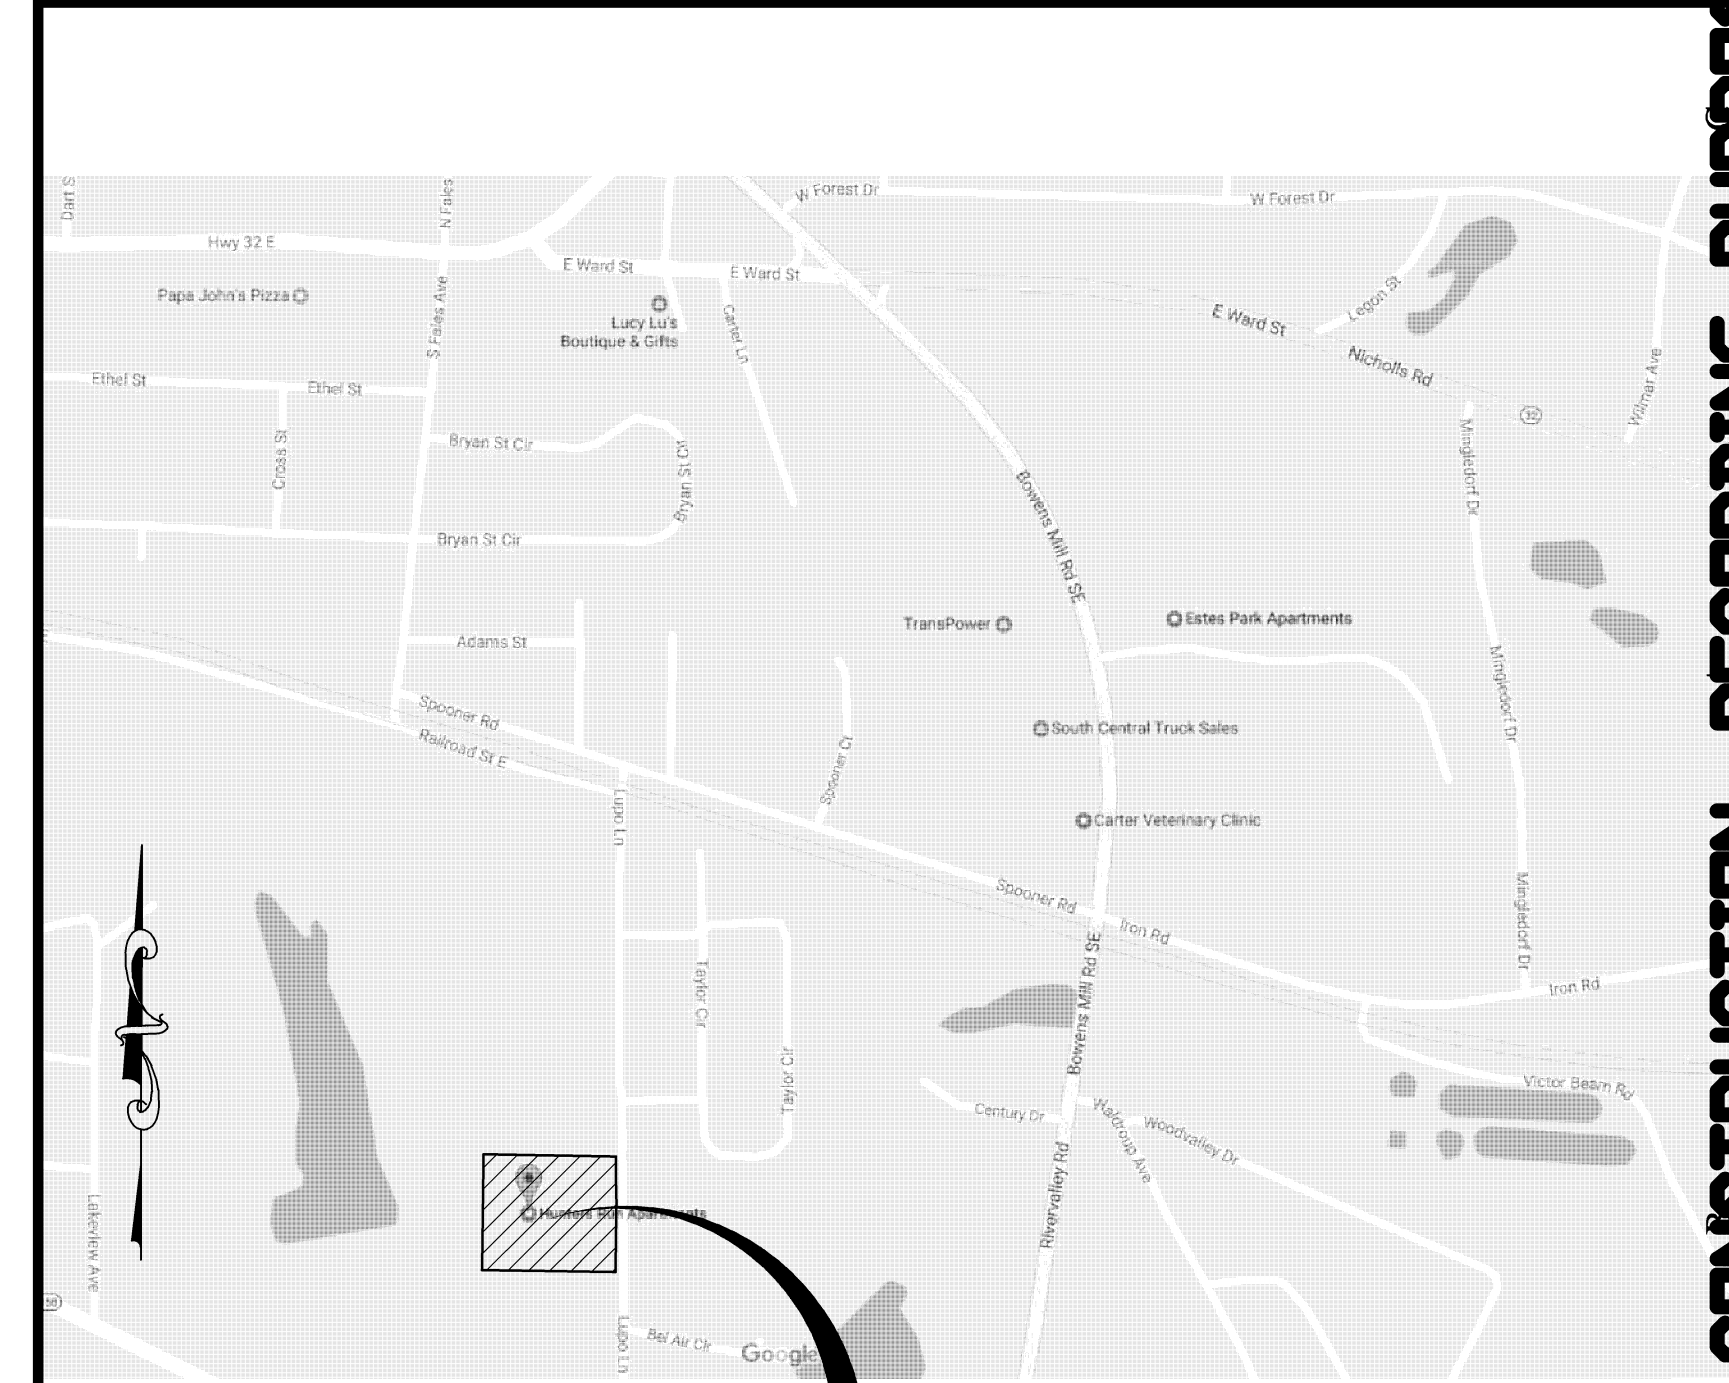 W Forest Dr
W Forest Dr
N Fales
Hwy 32 E
E Ward St
E Ward St
Papa John's Pizza
S Fales Ave
Lucy Lu's
Boutique & Gifts
Carter Ln
Legon St
E Ward St
Nicholls Rd
Wilmar Ave
32
Ethel St
Ethel St
Cross St
Bryan St Cir
Bryan St Cir
Bryan St Cir
Mingledorf Dr
Bowens Mill Rd SE
TransPower
Estes Park Apartments
Adams St
Mingledorf Dr
Spooner Rd
Railroad St E
South Central Truck Sales
Spooner Ct
Lupo Ln
Carter Veterinary Clinic
Spooner Rd
Iron Rd
Mingledorf Dr
Iron Rd
Bowens Mill Rd SE
Taylor Cir
Taylor Cir
Victor Beam Rd
Century Dr
Waldroup Ave
Woodvalley Dr
Rivervalley Rd
Hunters Run Apartments
Lakeview Ave
Lupo Ln
Bel Air Cir
Google